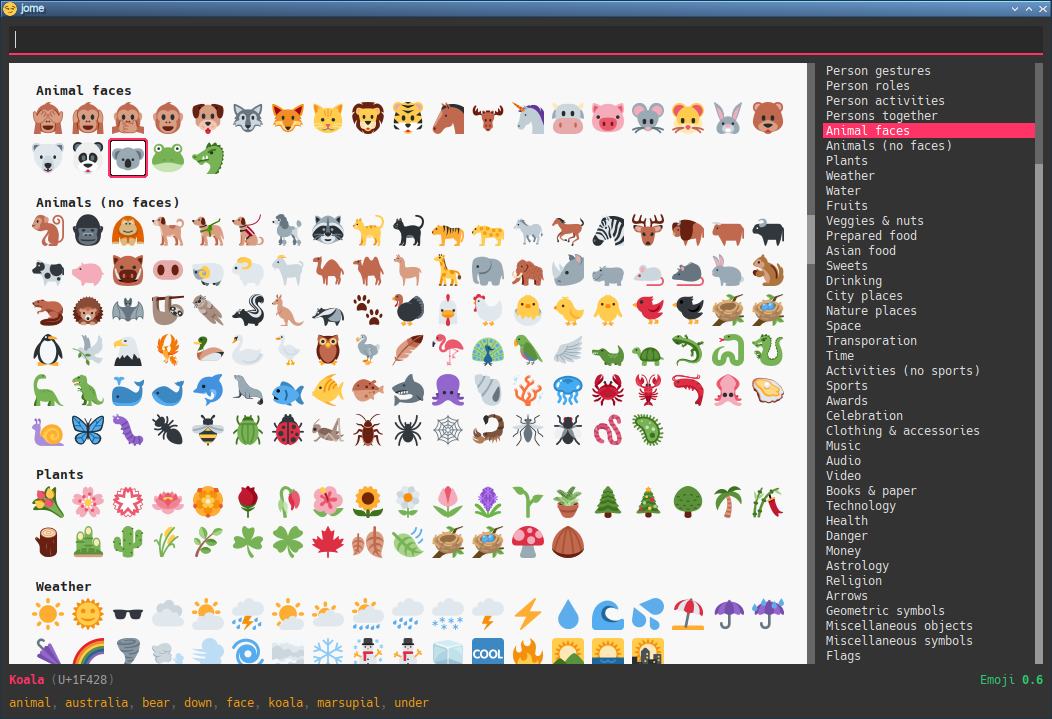 jome
Animal faces
Animals (no faces)
Plants
Weather
COOL
Person gestures
Person roles
Person activities
Persons together
Animal faces
Animals (no faces)
Plants
Weather
Water
Fruits
Veggies & nuts
Prepared food
Asian food
Sweets
Drinking
City places
Nature places
Space
Transporation
Time
Activities (no sports)
Sports
Awards
Celebration
Clothing & accessories
Music
Audio
Video
Books & paper
Technology
Health
Danger
Money
Astrology
Religion
Arrows
Geometric symbols
Miscellaneous objects
Miscellaneous symbols
Flags
Koala (U+1F428) Emoji 0.6
animal, australia, bear, down, face, koala, marsupial, under